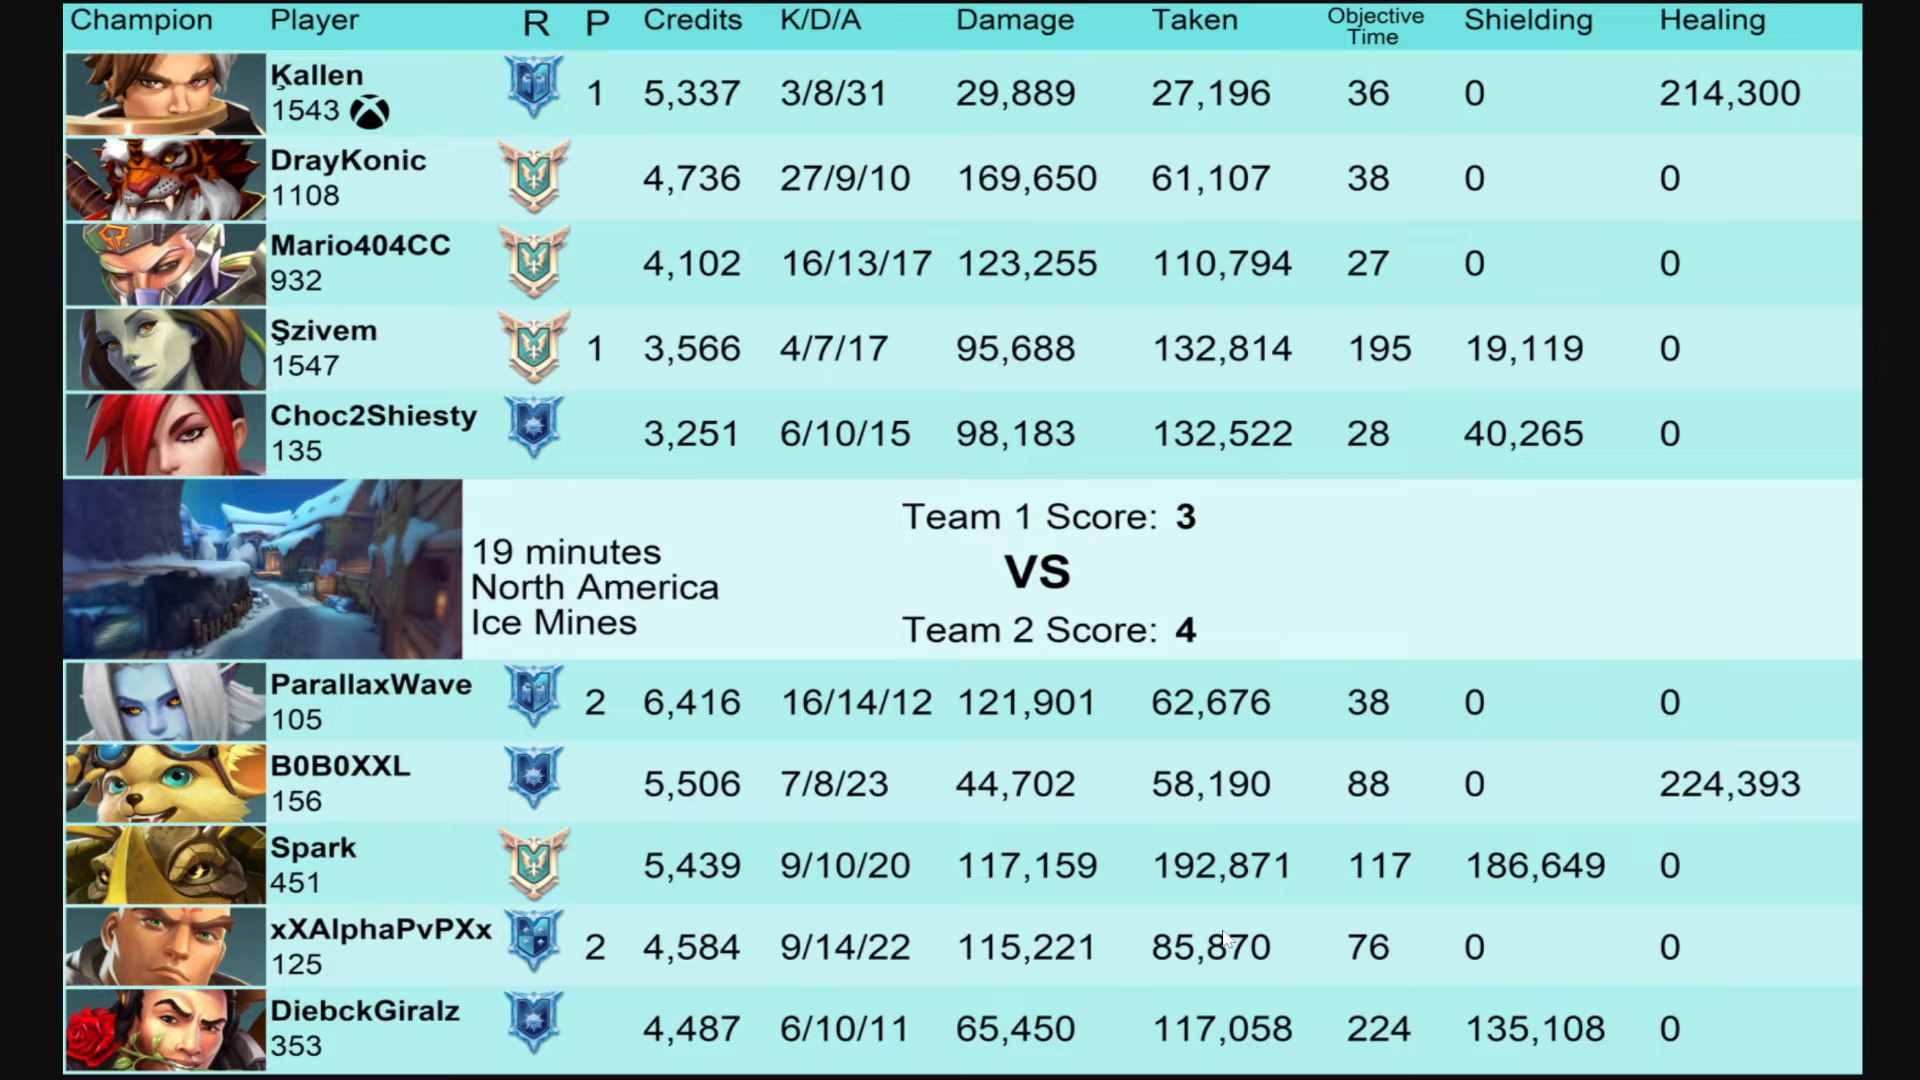 Champion Player R P Credits K/D/A Damage Taken Objective Time Shielding Healing
Ķallen
1543 1 5,337 3/8/31 29,889 27,196 36 0 214,300
DrayKonic
1108 4,736 27/9/10 169,650 61,107 38 0 0
Mario404CC
932 4,102 16/13/17 123,255 110,794 27 0 0
Şzivem
1547 1 3,566 4/7/17 95,688 132,814 195 19,119 0
Choc2Shiesty
135 3,251 6/10/15 98,183 132,522 28 40,265 0
19 minutes
North America
Ice Mines
Team 1 Score: 3
VS
Team 2 Score: 4
ParallaxWave
105 2 6,416 16/14/12 121,901 62,676 38 0 0
B0B0XXL
156 5,506 7/8/23 44,702 58,190 88 0 224,393
Spark
451 5,439 9/10/20 117,159 192,871 117 186,649 0
xXAlphaPvPXx
125 2 4,584 9/14/22 115,221 85,870 76 0 0
DiebckGiralz
353 4,487 6/10/11 65,450 117,058 224 135,108 0